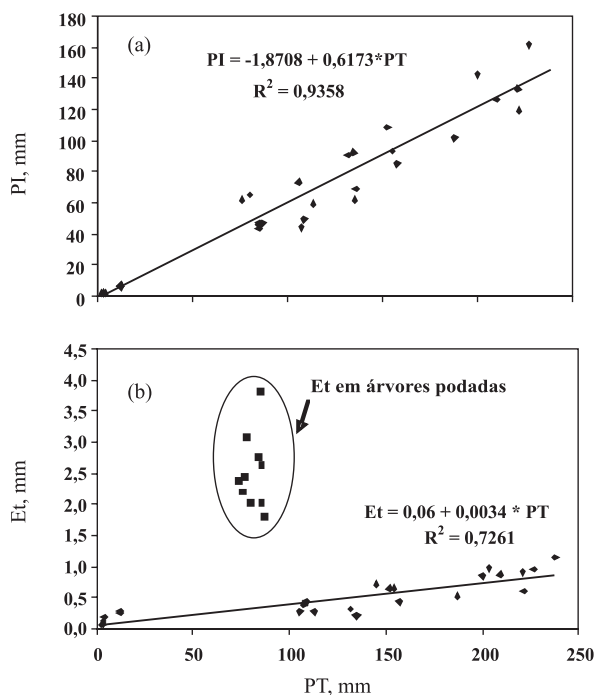 180
(a)
160
PI = -1,8708 + 0,6173*PT
140
R² = 0,9358
120
100
80
60
40
20
0
PI, mm
4,5
(b)
Et em árvores podadas
4,0
3,5
3,0
2,5
2,0
Et = 0,06 + 0,0034 * PT
1,5
R² = 0,7261
1,0
0,5
0,0
Et, mm
0 50 100 150 200 250
PT, mm